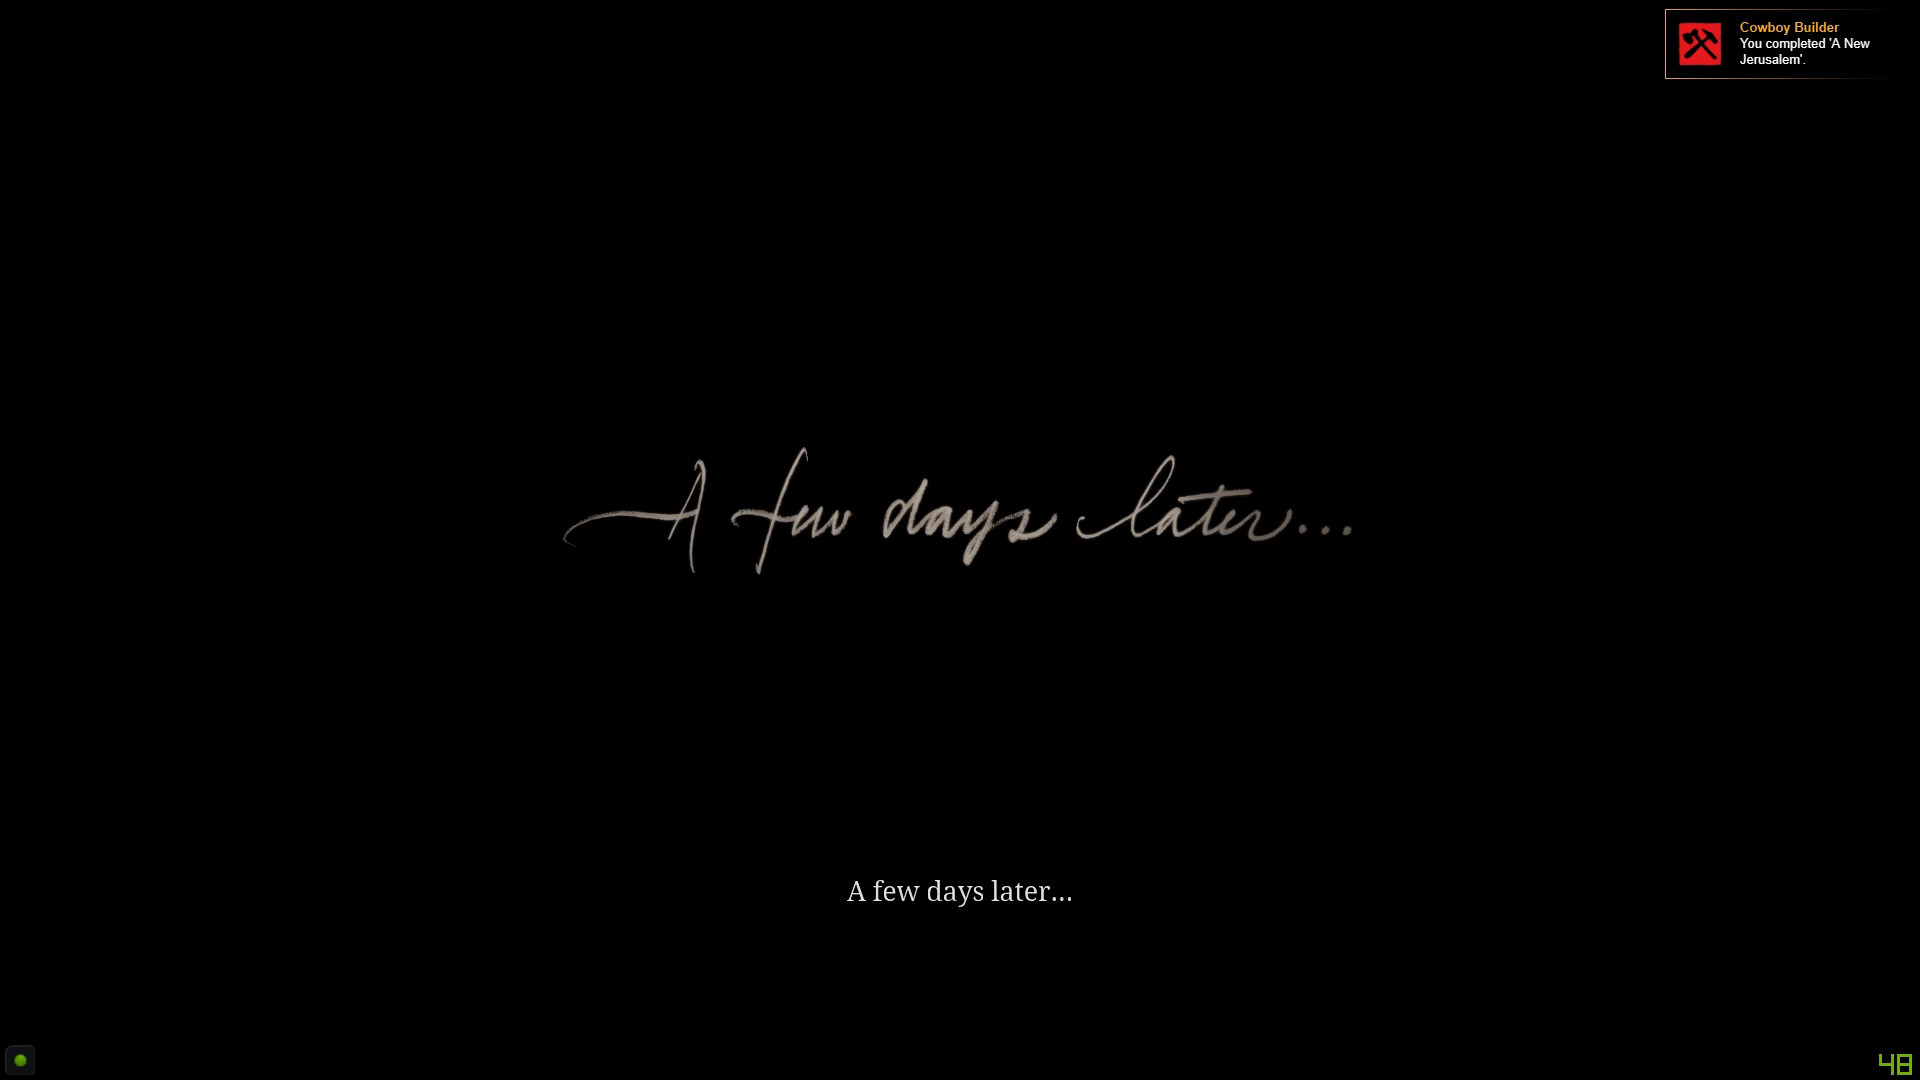 Cowboy Builder
You completed 'A New
Jerusalem'.
A few days later...
A few days later...
48